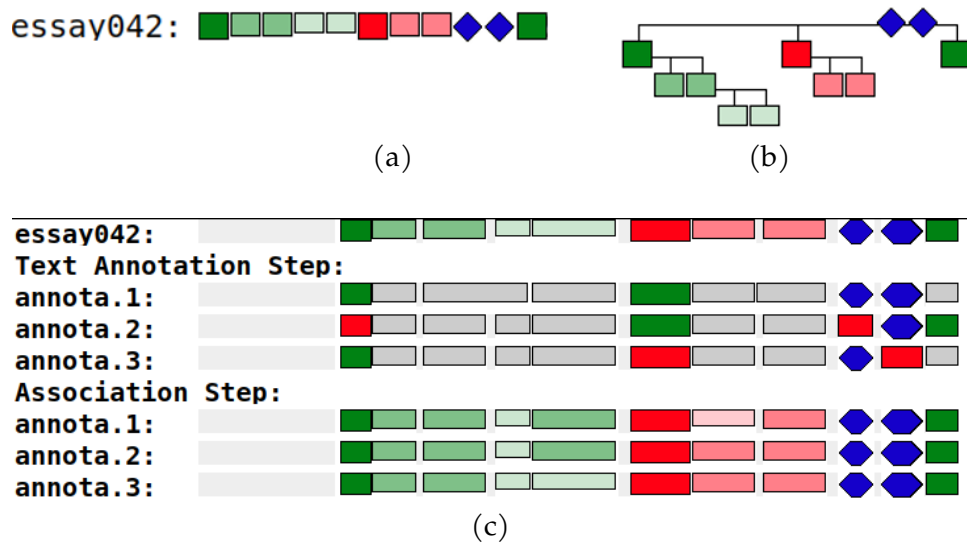 essay042:
(a)
(b)
essay042:
Text Annotation Step:
annota.1:
annota.2:
annota.3:
Association Step:
annota.1:
annota.2:
annota.3:
(c)